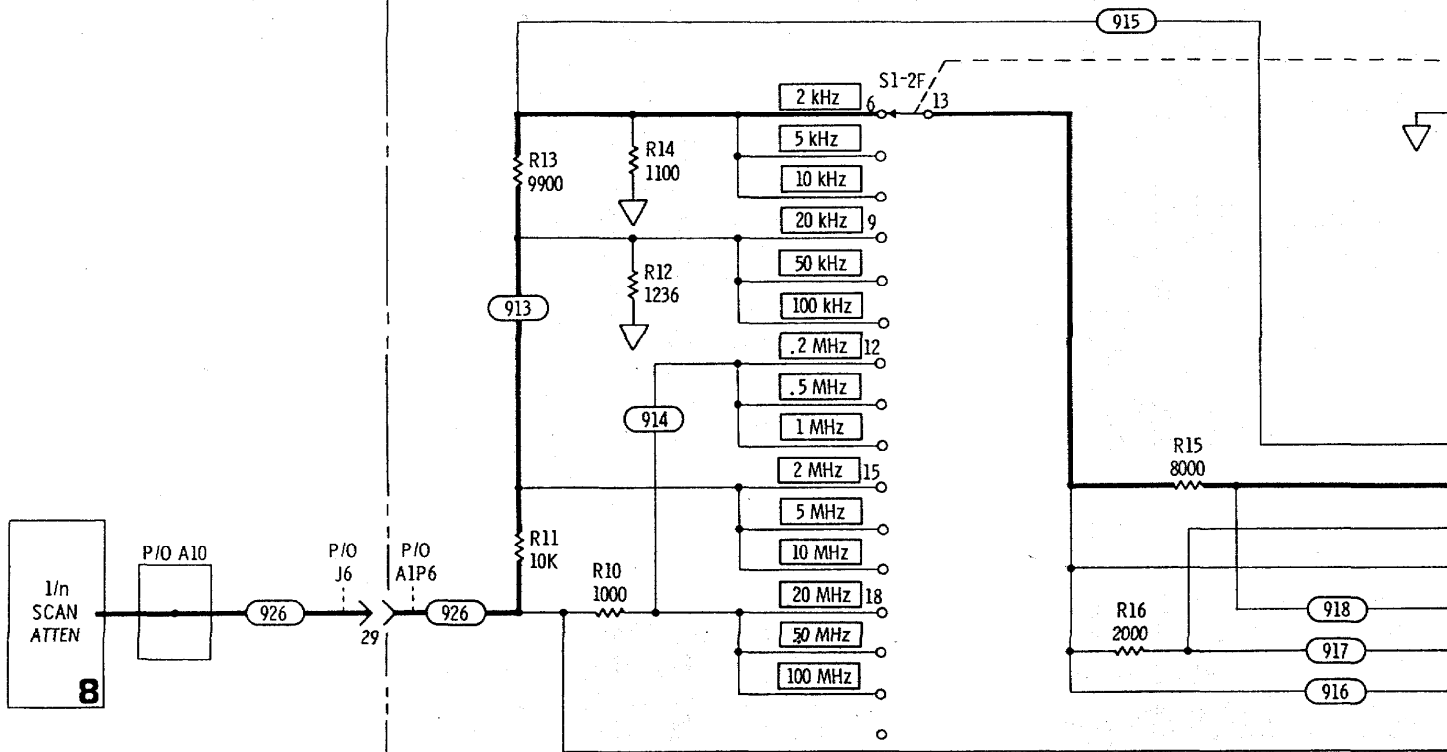 915
S1-2F
2 kHz
6
13
5 kHz
R13
9900
R14
1100
10 kHz
20 kHz
9
50 kHz
R12
1236
913
100 kHz
.2 MHz
12
.5 MHz
914
1 MHz
R15
8000
2 MHz
15
5 MHz
R11
10K
10 MHz
P/O A10
P/O
J6
P/O
A1P6
1/n
SCAN
ATTEN
8
926
29
926
R10
1000
20 MHz
18
50 MHz
100 MHz
R16
2000
918
917
916